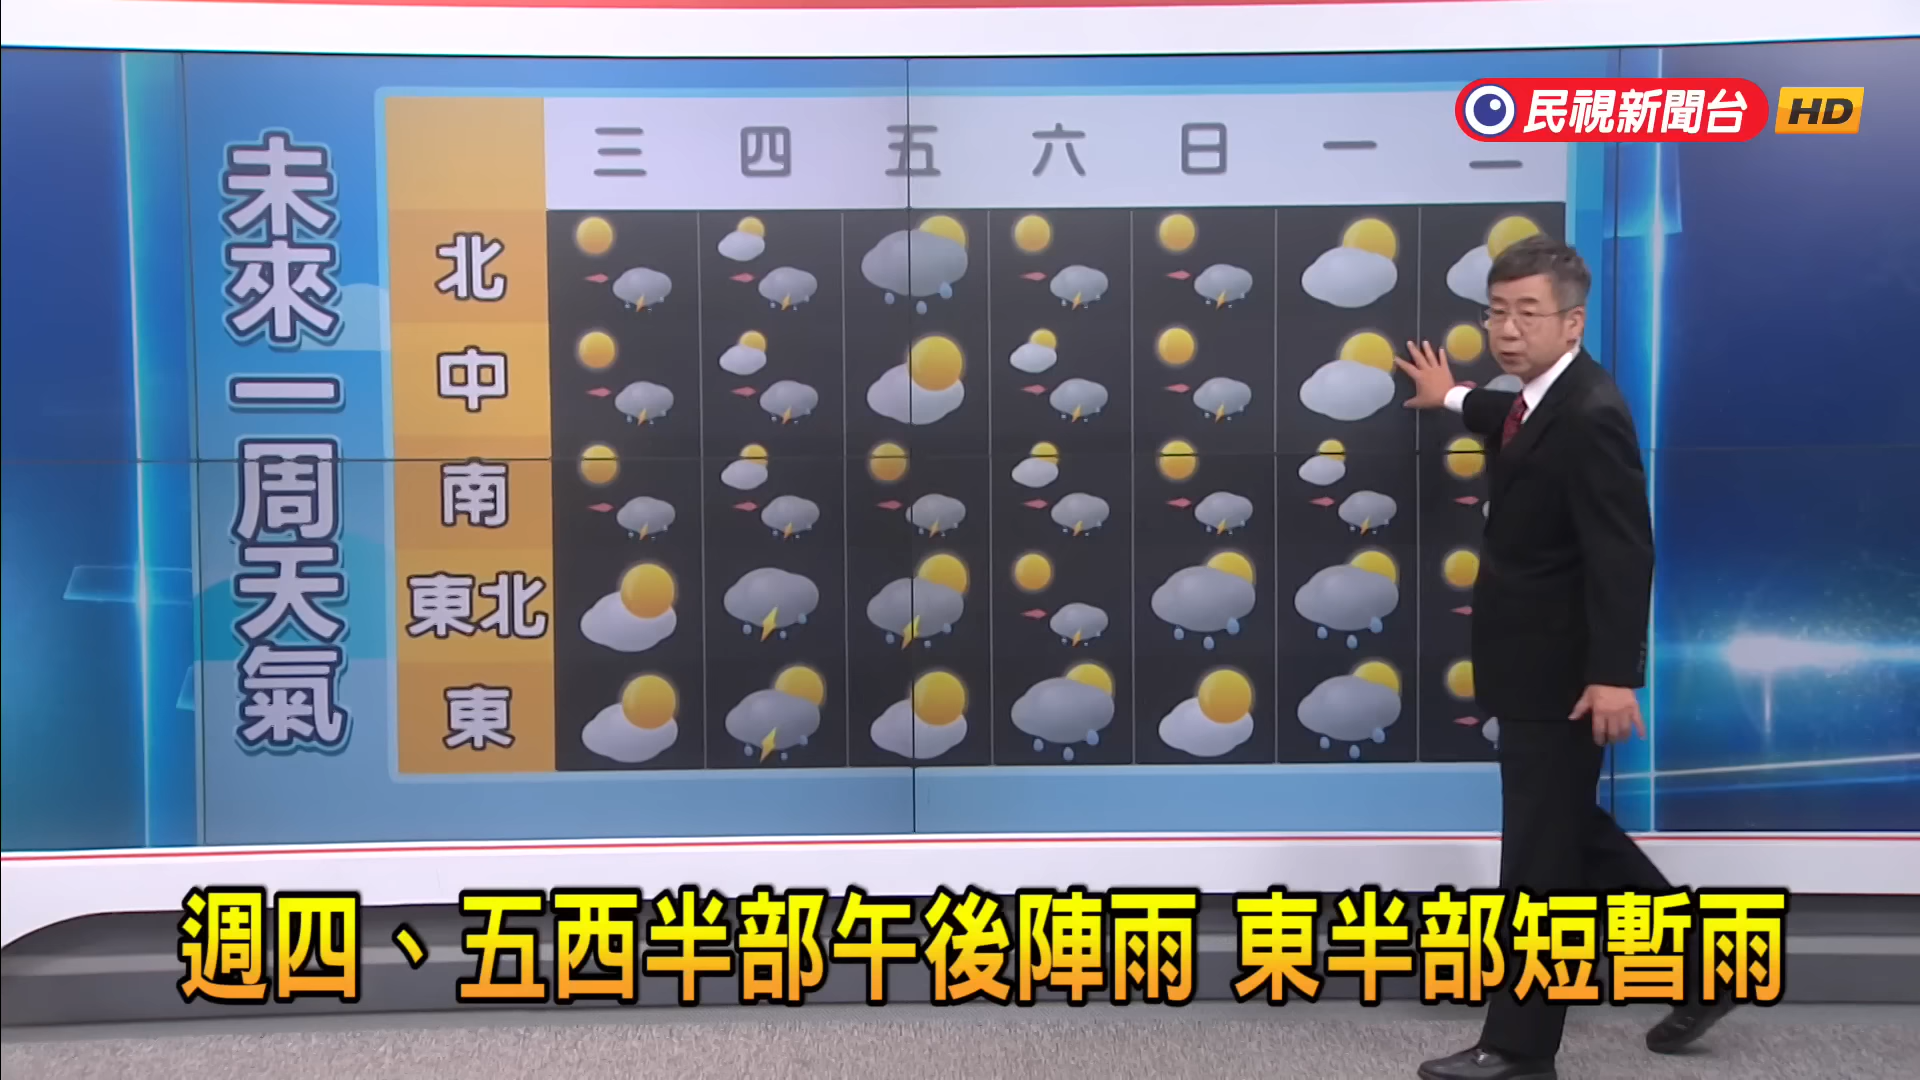 民視新聞台 HD
未來一周天氣
三 四 五 六 日 一 二
北
中
南
東北
東
週四、五西半部午後陣雨 東半部短暫雨